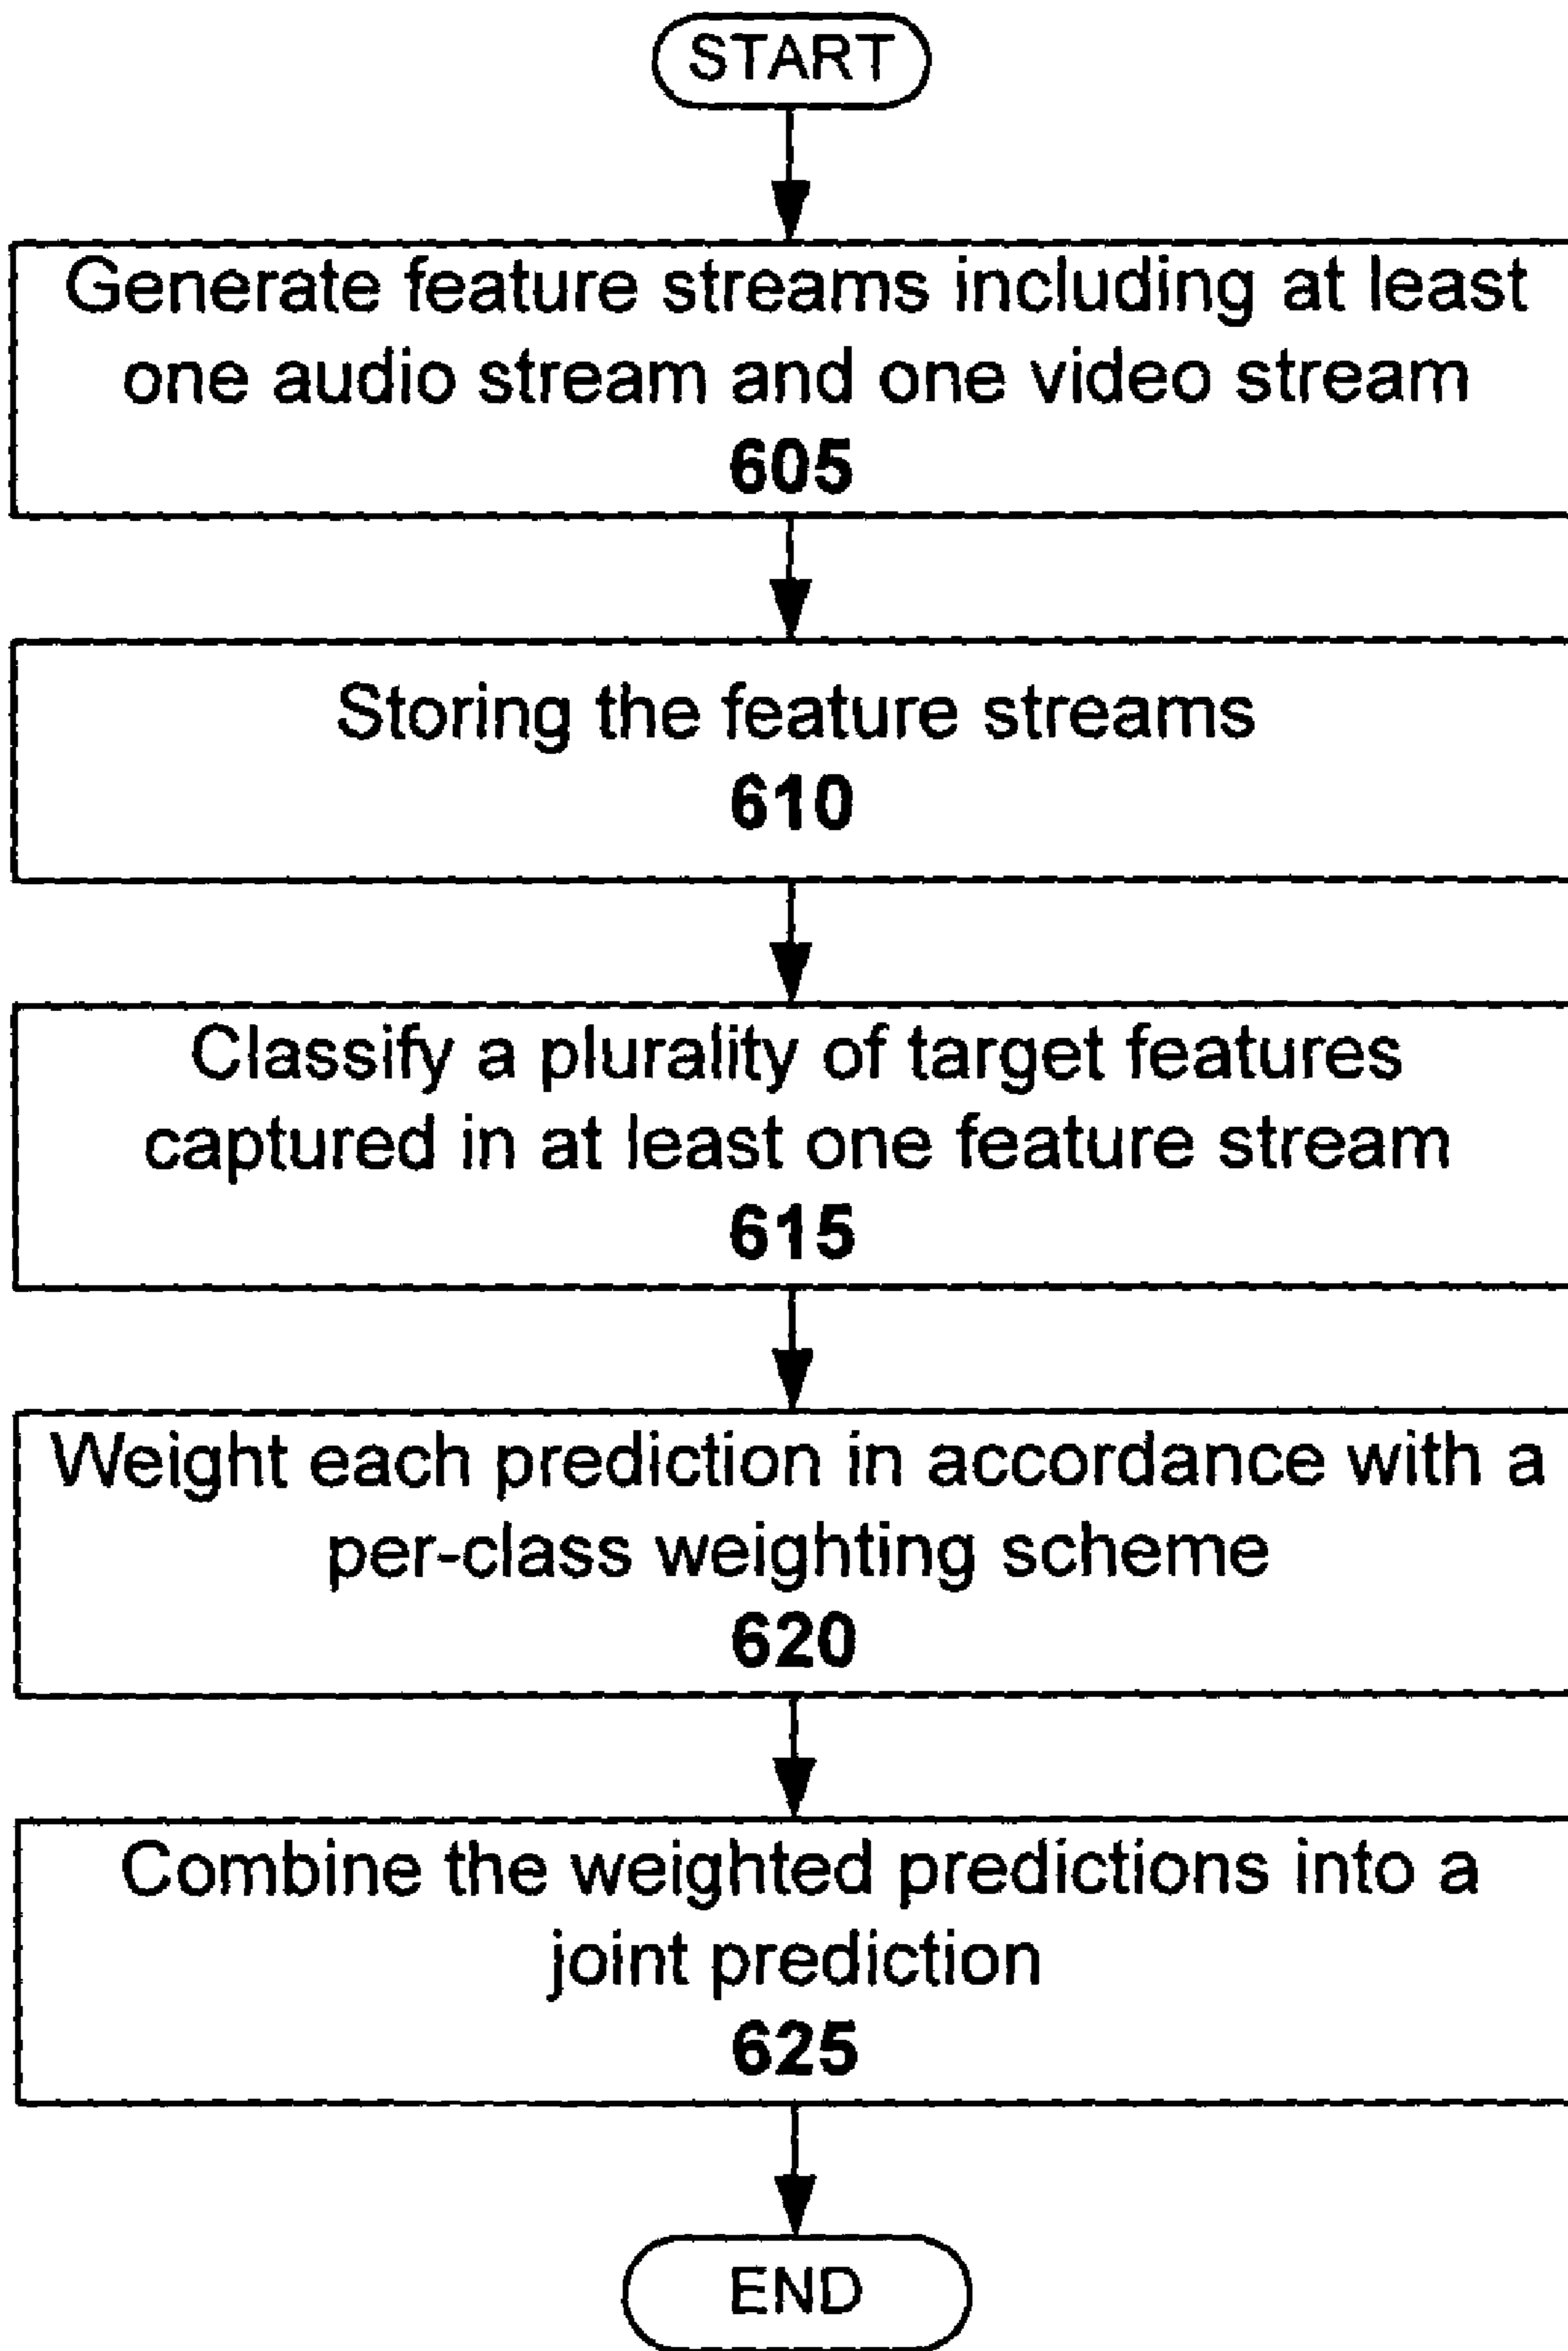 START
Generate feature streams including at least
one audio stream and one video stream
605
Storing the feature streams
610
Classify a plurality of target features
captured in at least one feature stream
615
Weight each prediction in accordance with a
per-class weighting scheme
620
Combine the weighted predictions into a
joint prediction
625
END